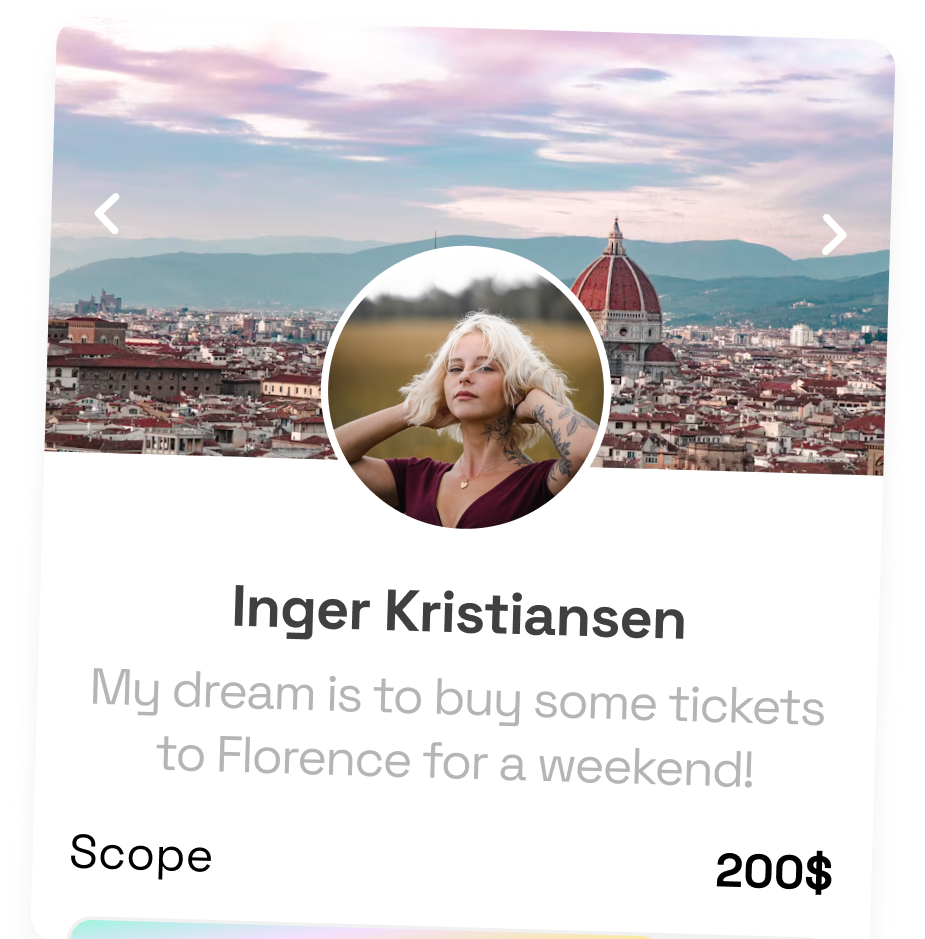 Inger Kristiansen
My dream is to buy some tickets
to Florence for a weekend!
Scope
200$